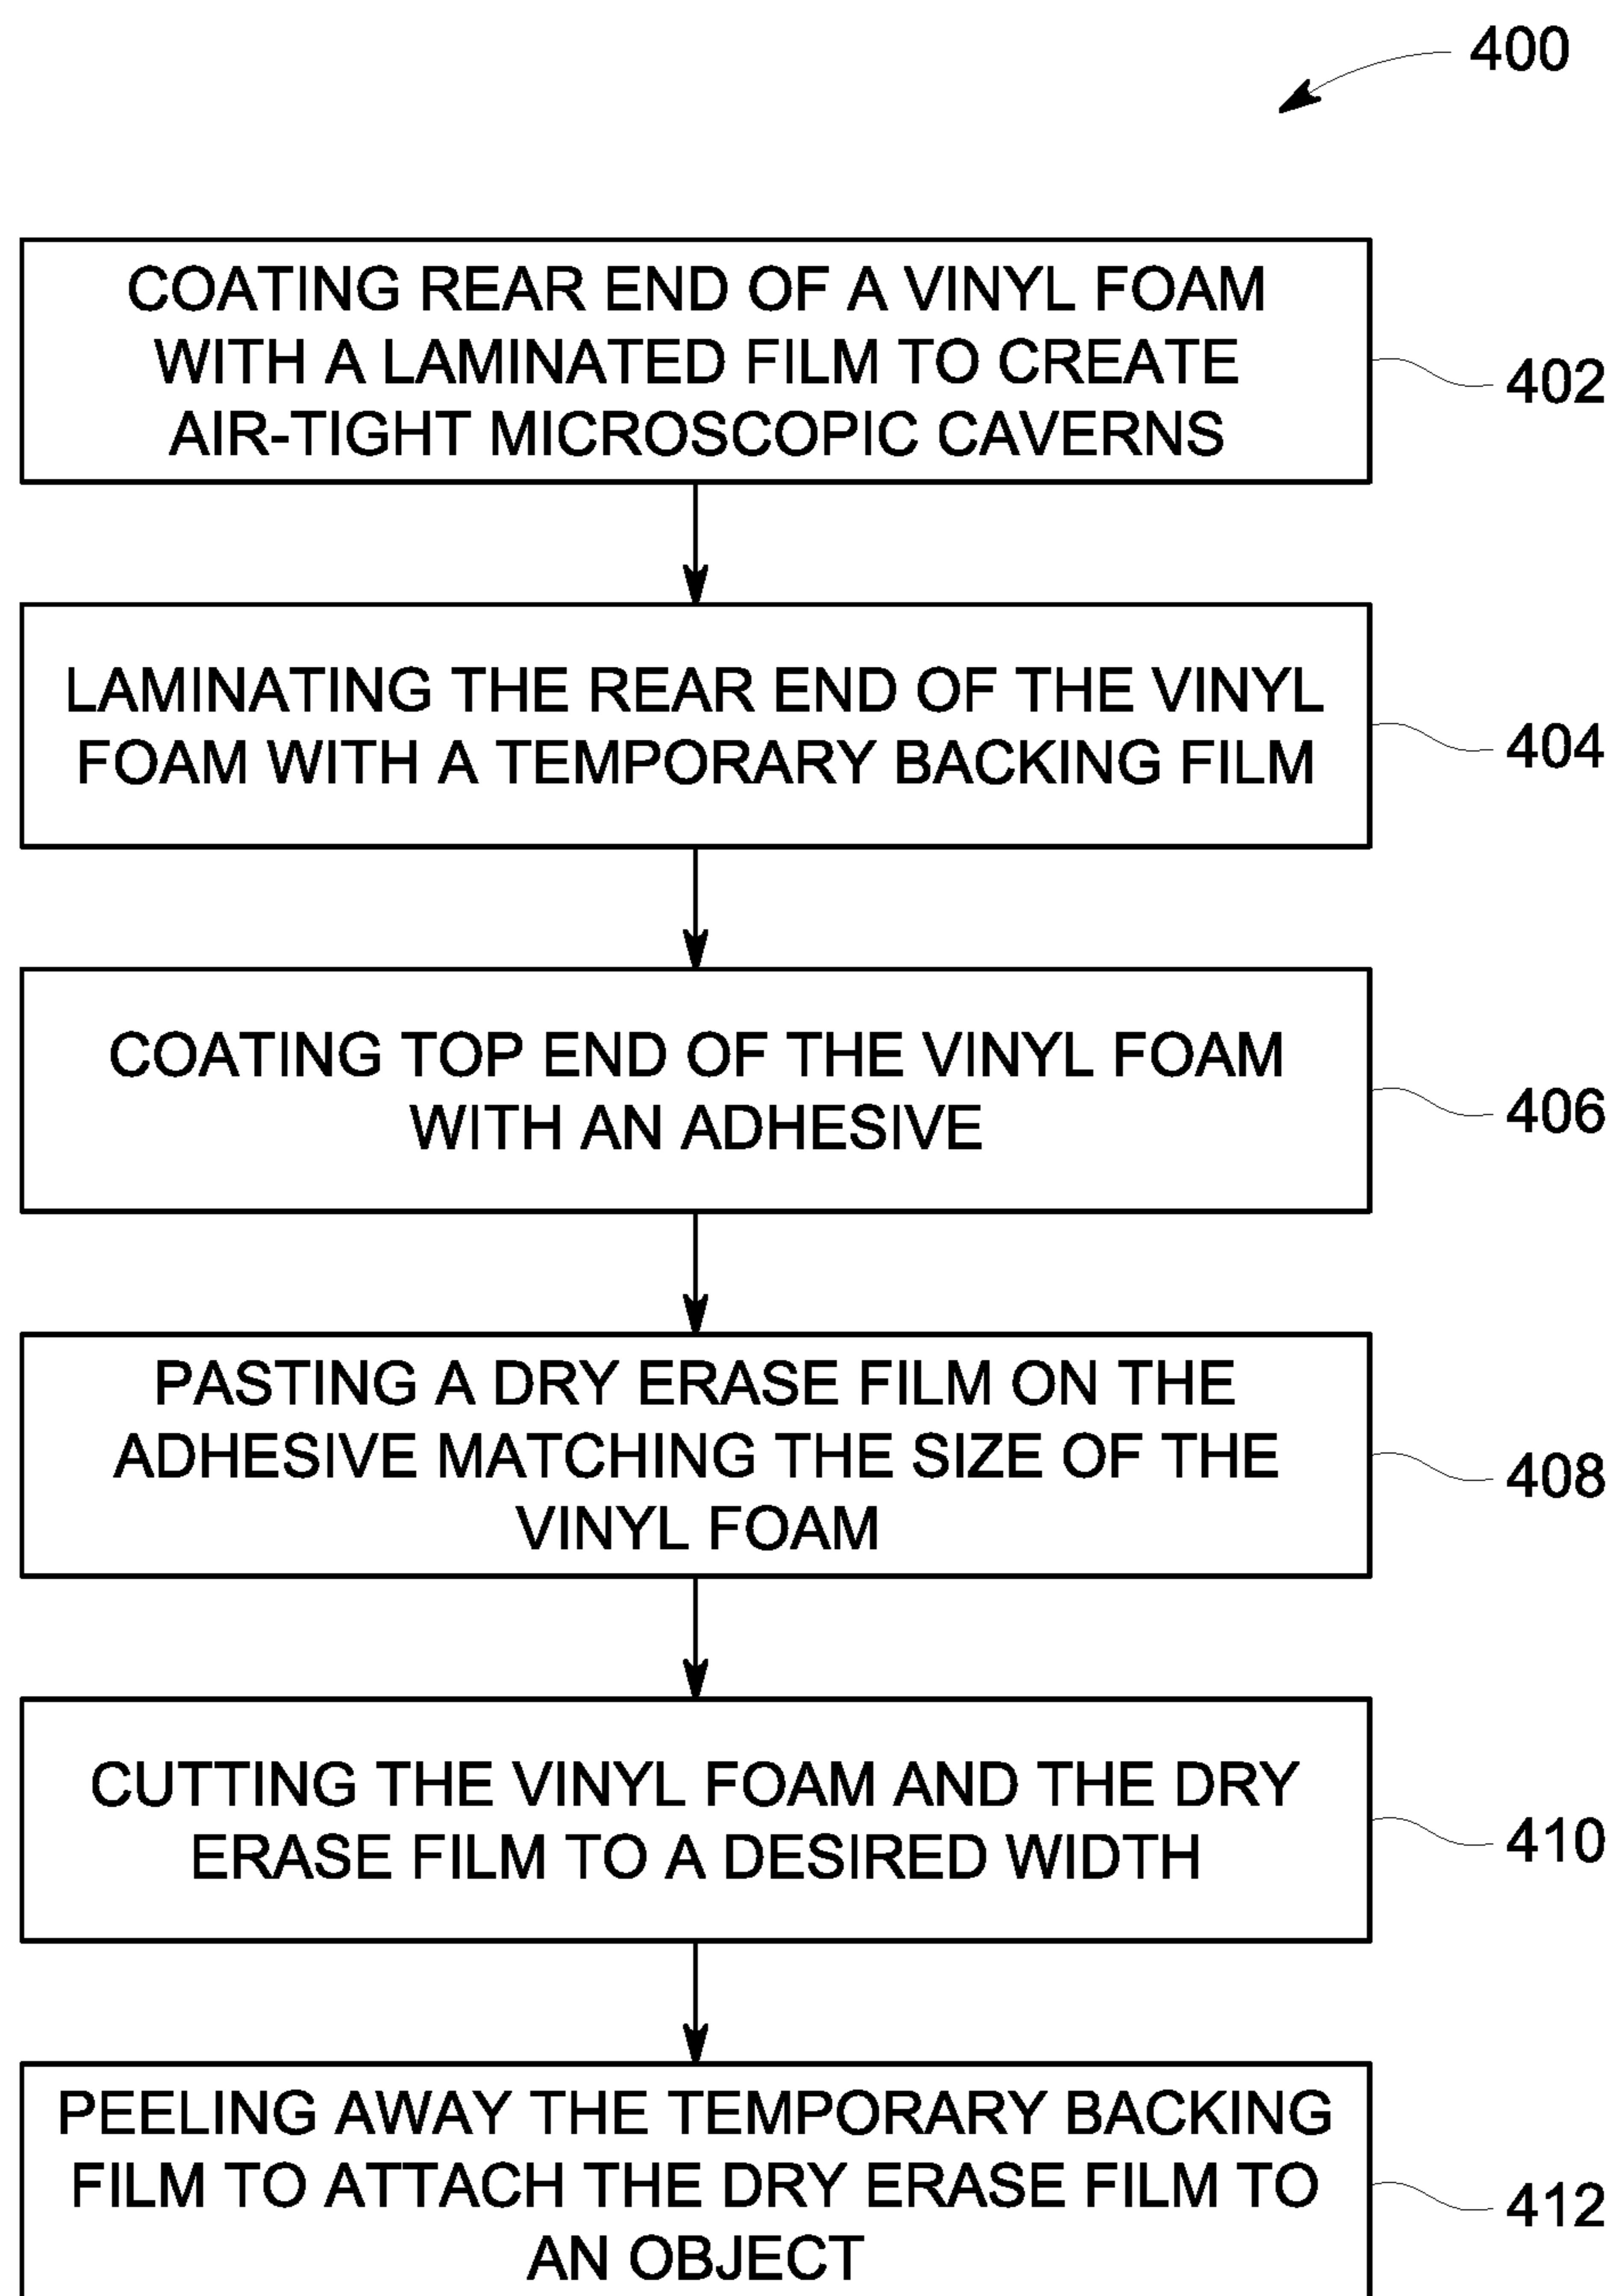 400
COATING REAR END OF A VINYL FOAM
WITH A LAMINATED FILM TO CREATE
AIR-TIGHT MICROSCOPIC CAVERNS
402
LAMINATING THE REAR END OF THE VINYL
FOAM WITH A TEMPORARY BACKING FILM
404
COATING TOP END OF THE VINYL FOAM
WITH AN ADHESIVE
406
PASTING A DRY ERASE FILM ON THE
ADHESIVE MATCHING THE SIZE OF THE
VINYL FOAM
408
CUTTING THE VINYL FOAM AND THE DRY
ERASE FILM TO A DESIRED WIDTH
410
PEELING AWAY THE TEMPORARY BACKING
FILM TO ATTACH THE DRY ERASE FILM TO
AN OBJECT
412